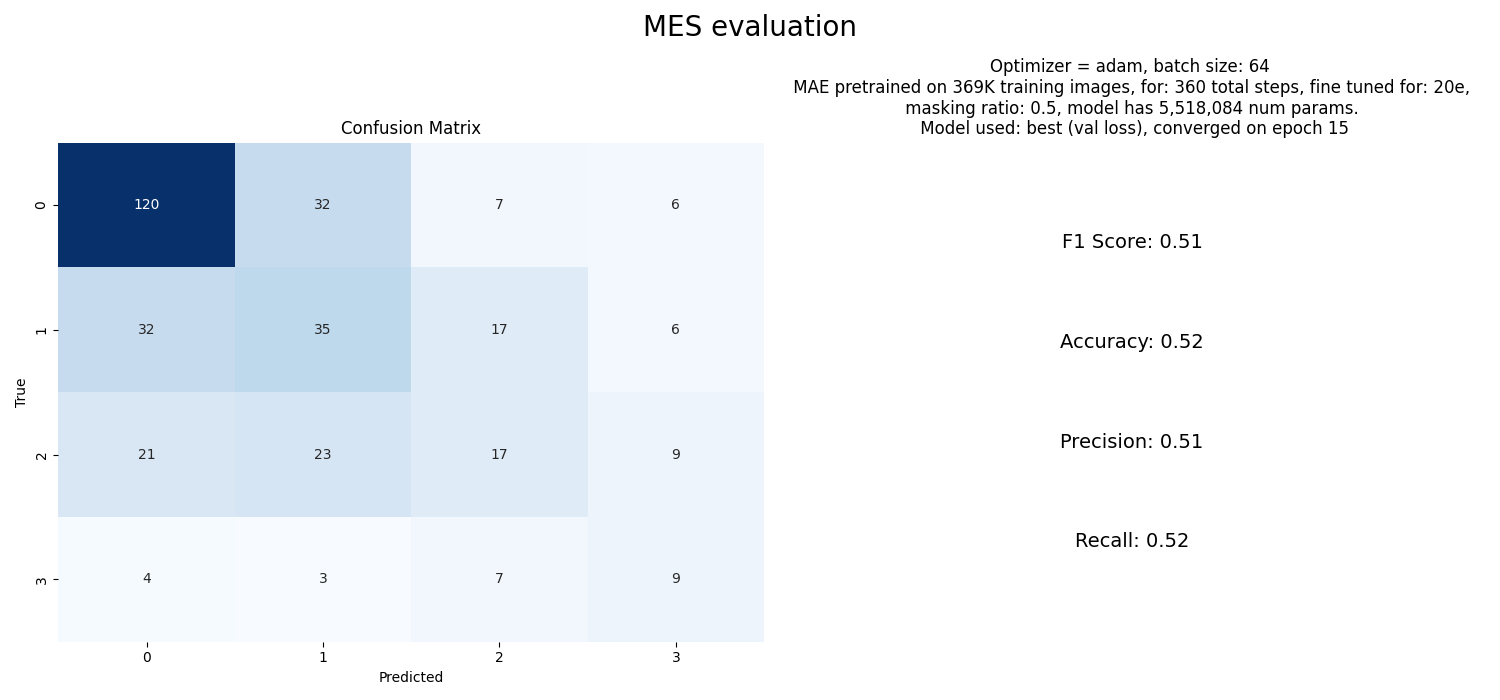 MES evaluation
Optimizer = adam, batch size: 64
MAE pretrained on 369K training images, for: 360 total steps, fine tuned for: 20e,
masking ratio: 0.5, model has 5,518,084 num params.
Model used: best (val loss), converged on epoch 15
Confusion Matrix
True
0
120 32 7 6
1
32 35 17 6
2
21 23 17 9
3
4 3 7 9
0 1 2 3
Predicted
F1 Score: 0.51
Accuracy: 0.52
Precision: 0.51
Recall: 0.52